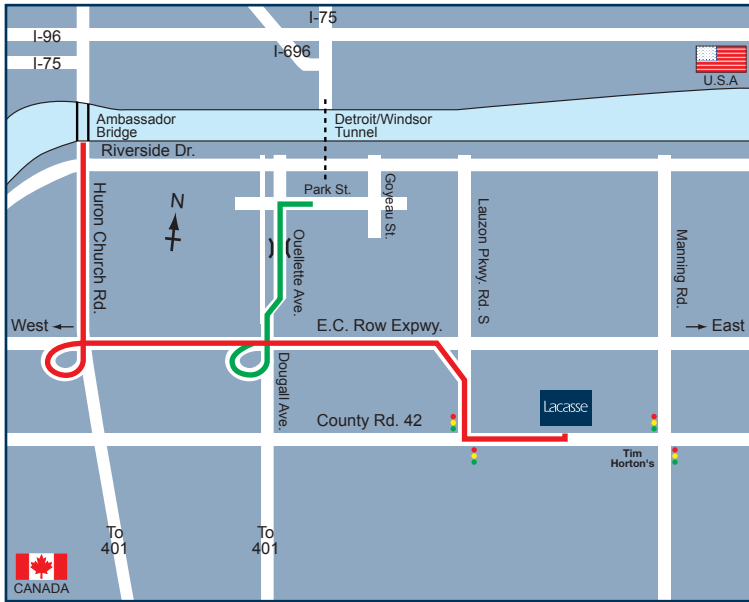 I-75
I-96
I-696
I-75
U.S.A
Ambassador
Bridge
Detroit/Windsor
Tunnel
Riverside Dr.
Park St.
Goyeau St.
N
Huron Church Rd.
Ouellette Ave.
Lauzon Pkwy. Rd. S
Manning Rd.
West
E.C. Row Expwy.
East
Dougall Ave.
Lacasse
County Rd. 42
Tim
Horton's
To
401
To
401
CANADA